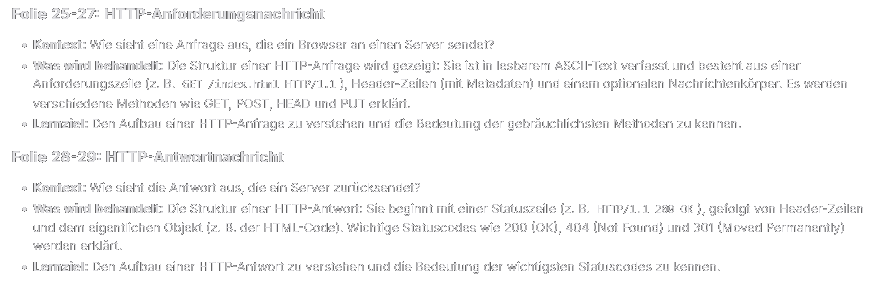 Folie 25-27: HTTP-Anforderungsnachricht
• Kontext: Wie sieht eine Anfrage aus, die ein Browser an einen Server sendet?
• Was wird behandelt: Die Struktur einer HTTP-Anfrage wird gezeigt: Sie ist in lesbarem ASCII-Text verfasst und besteht aus einer
Anforderungszeile (z. B. GET /index.html HTTP/1.1), Header-Zeilen (mit Metadaten) und einem optionalen Nachrichtenkörper. Es werden
verschiedene Methoden wie GET, POST, HEAD und PUT erklärt.
• Lernziel: Den Aufbau einer HTTP-Anfrage zu verstehen und die Bedeutung der gebräuchlichsten Methoden zu kennen.
Folie 28-29: HTTP-Antwortnachricht
• Kontext: Wie sieht die Antwort aus, die ein Server zurücksendet?
• Was wird behandelt: Die Struktur einer HTTP-Antwort: Sie beginnt mit einer Statuszeile (z. B. HTTP/1.1 200 OK), gefolgt von Header-Zeilen
und dem eigentlichen Objekt (z. B. der HTML-Code). Wichtige Statuscodes wie 200 (OK), 404 (Not Found) und 301 (Moved Permanently)
werden erklärt.
• Lernziel: Den Aufbau einer HTTP-Antwort zu verstehen und die Bedeutung der wichtigsten Statuscodes zu kennen.